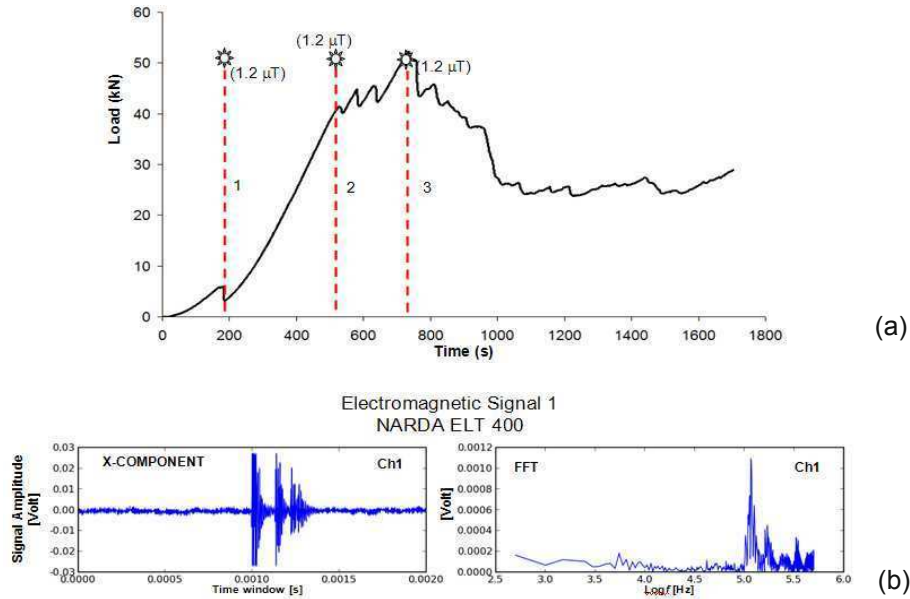 60
50
40
30
20
10
0
Load (kN)
(1.2 µT)
(1.2 µT)
(1.2 µT)
1
2
3
0 200 400 600 800 1000 1200 1400 1600 1800
Time (s)
(a)
Electromagnetic Signal 1
NARDA ELT 400
0.03
0.02
0.01
0.00
-0.01
-0.02
-0.03
Signal Amplitude
[Volt]
X-COMPONENT Ch1
0.0000 0.0005 0.0010 0.0015 0.0020
Time window [s]
0.0012
0.0010
0.0008
0.0006
0.0004
0.0002
0.0000
[Volt]
FFT Ch1
2.5 3.0 3.5 4.0 4.5 5.0 5.5 6.0
Log f [Hz]
(b)